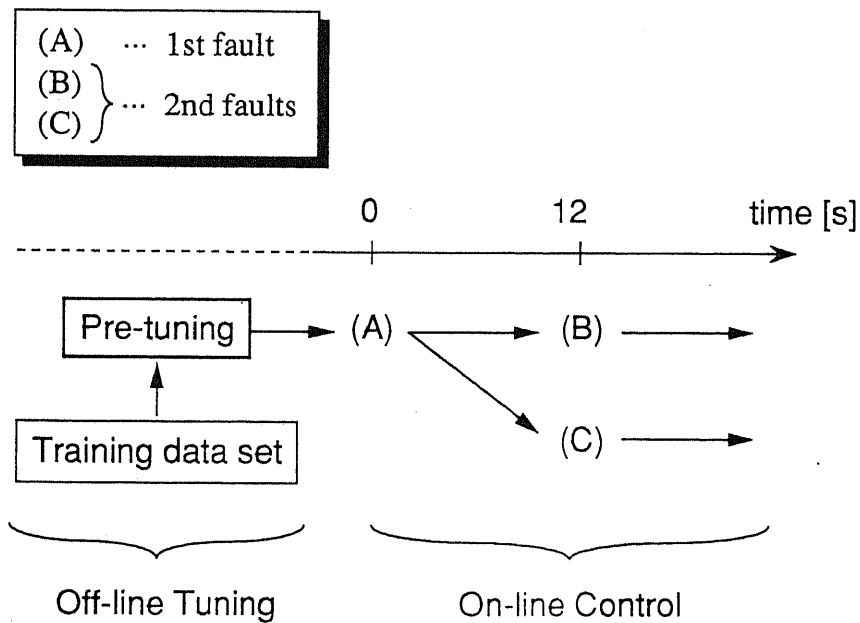 (A) ... 1st fault
(B)
... 2nd faults
(C)
0 12 time [s]
Pre-tuning (A) (B)
Training data set (C)
Off-line Tuning On-line Control